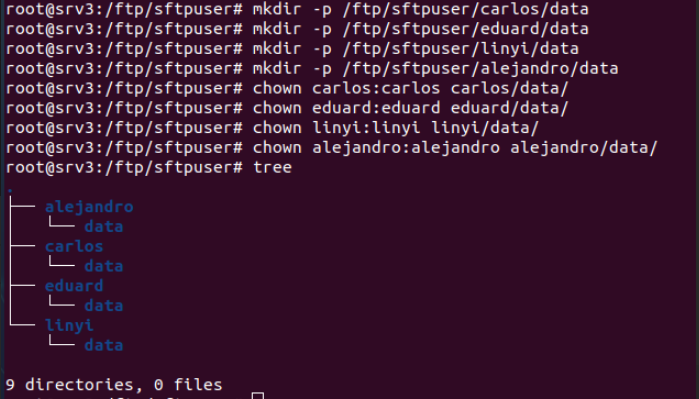 root@srv3:/ftp/sftpuser# mkdir -p /ftp/sftpuser/carlos/data
root@srv3:/ftp/sftpuser# mkdir -p /ftp/sftpuser/eduard/data
root@srv3:/ftp/sftpuser# mkdir -p /ftp/sftpuser/linyi/data
root@srv3:/ftp/sftpuser# mkdir -p /ftp/sftpuser/alejandro/data
root@srv3:/ftp/sftpuser# chown carlos:carlos carlos/data/
root@srv3:/ftp/sftpuser# chown eduard:eduard eduard/data/
root@srv3:/ftp/sftpuser# chown linyi:linyi linyi/data/
root@srv3:/ftp/sftpuser# chown alejandro:alejandro alejandro/data/
root@srv3:/ftp/sftpuser# tree
.
├── alejandro
│   └── data
├── carlos
│   └── data
├── eduard
│   └── data
└── linyi
    └── data
9 directories, 0 files